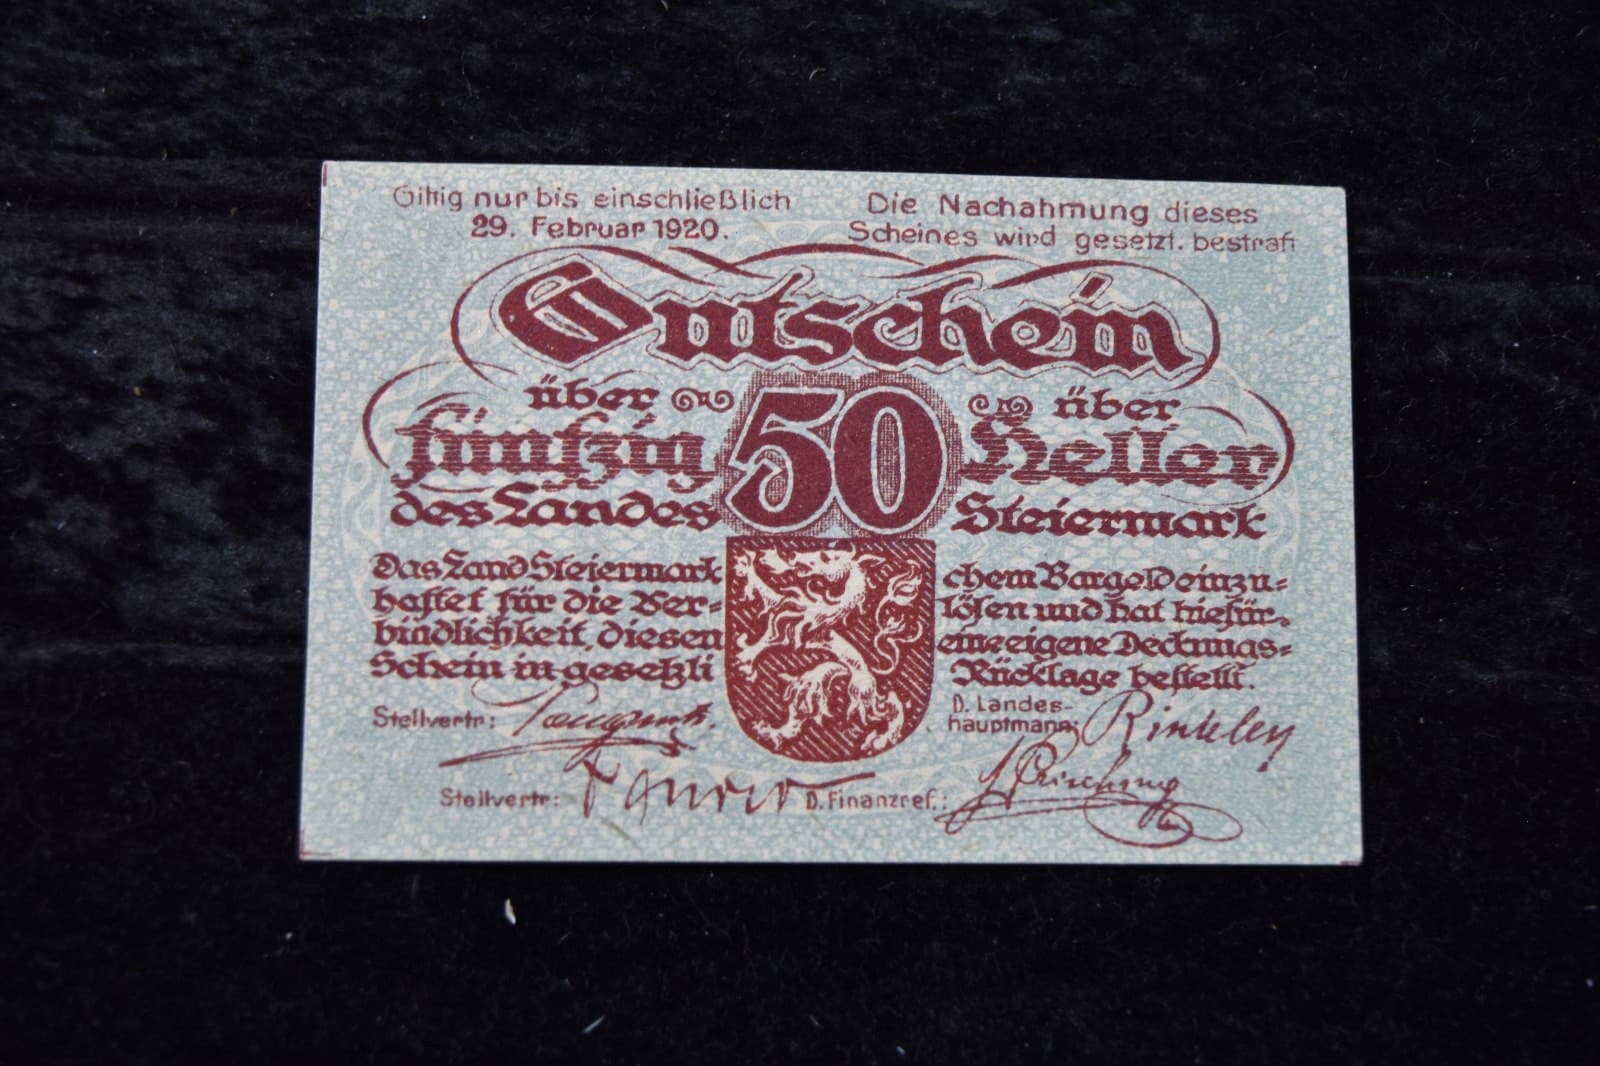 Giltig nur bis einschließlich
29. Februar 1920.
Die Nachahmung dieses
Scheines wird gesetzl. bestraft
Gutschein
über 50 über
fünfzig Heller
des Landes Steiermark
Das Land Steiermark
haftet für die Ver-
bindlichkeit, diesen
Schein in gesetzli
chem Bargeld einzu-
lösen und hat hiefür
eine eigene Deckungs-
Rücklage bestellt.
Stellvertr:
D. Landes-
hauptmann: Rintelen
Stellvertr:
D. Finanzref.: